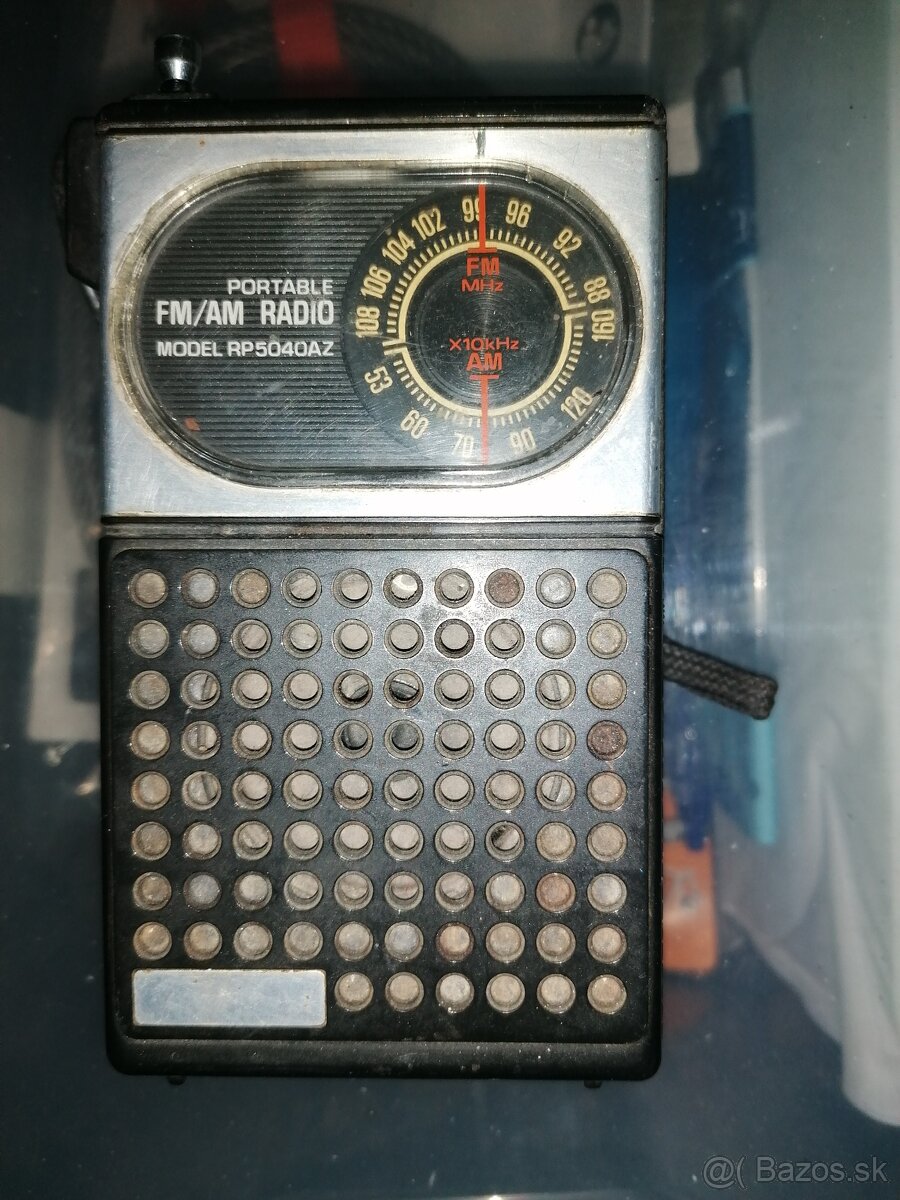 PORTABLE
FM/AM RADIO
MODEL RP5040AZ
108 106 104 102 99 96 92 88
FM
MHz
X10kHz
AM
53 60 70 90 120 160
@( Bazos.sk